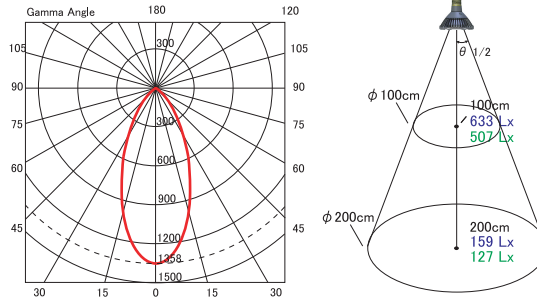 Gamma Angle 180 120
105 300 105
90 90
75 300 75
60 600 60
900
45 1200 45
1358
1500
30 15 0 15 30
θ 1/2
φ100cm 100cm
633 Lx
507 Lx
φ200cm 200cm
159 Lx
127 Lx